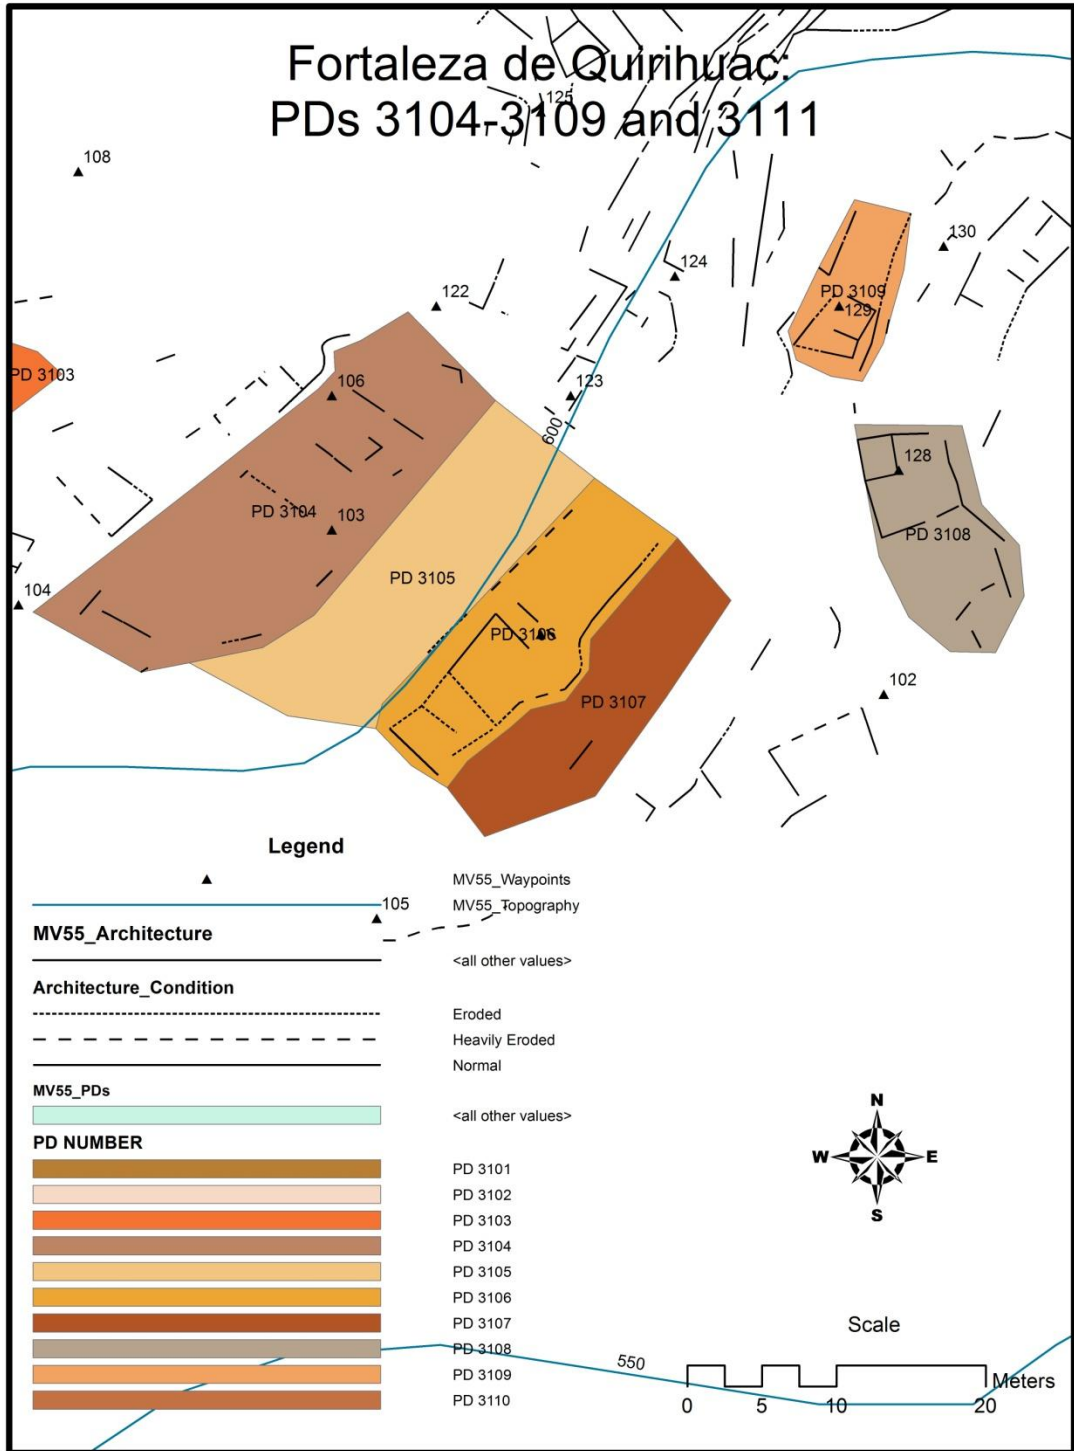 Fortaleza de Quirihuac:
PDs 3104-3109 and 3111
125
108
130
124
122
PD 3109
129
PD 3103
106
123
600
128
PD 3104
103
PD 3108
PD 3105
104
PD 3106
102
PD 3107
Legend
MV55_Waypoints
105
MV55_Topography
MV55_Architecture
<all other values>
Architecture_Condition
Eroded
Heavily Eroded
Normal
MV55_PDs
<all other values>
PD NUMBER
PD 3101
PD 3102
PD 3103
PD 3104
PD 3105
PD 3106
PD 3107
PD 3108
PD 3109
PD 3110
N
W E
S
Scale
550
Meters
0 5 10 20